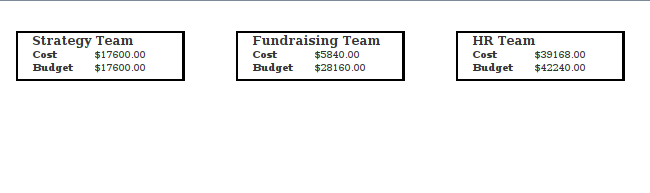 Strategy Team
Cost $17600.00
Budget $17600.00
Fundraising Team
Cost $5840.00
Budget $28160.00
HR Team
Cost $39168.00
Budget $42240.00